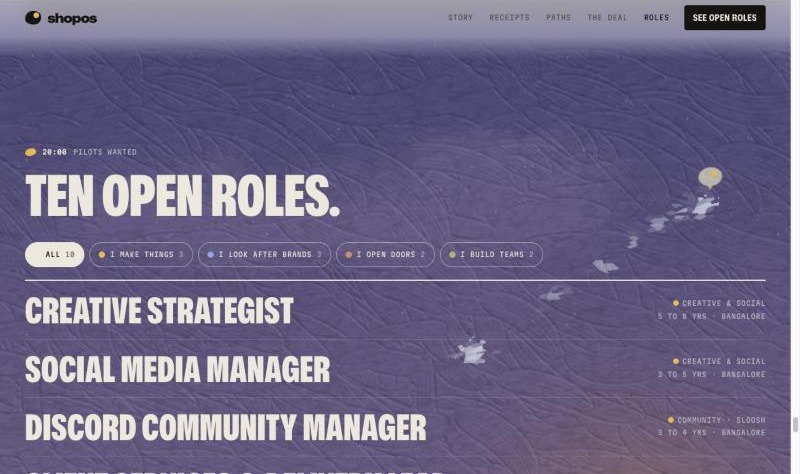 shopos
STORY RECEIPTS PATHS THE DEAL ROLES SEE OPEN ROLES
20:00 PILOTS WANTED
TEN OPEN ROLES.
ALL 10 I MAKE THINGS 3 I LOOK AFTER BRANDS 3 I OPEN DOORS 2 I BUILD TEAMS 2
CREATIVE STRATEGIST
CREATIVE & SOCIAL
5 TO 8 YRS · BANGALORE
SOCIAL MEDIA MANAGER
CREATIVE & SOCIAL
3 TO 5 YRS · BANGALORE
DISCORD COMMUNITY MANAGER
COMMUNITY · SLOOSH
3 TO 4 YRS · BANGALORE